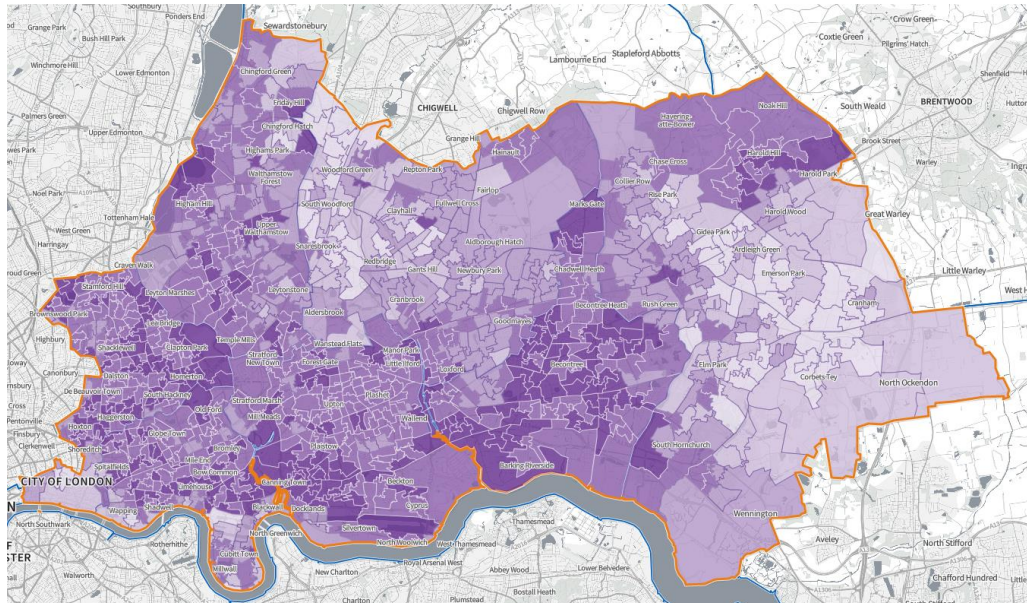 Southbury
Ponders End
Sewardstonebury
Grange Park
Bush Hill Park
Crow Green
Coxtie Green
Pilgrims' Hatch
Stapleford Abbotts
Lambourne End
Winchmore Hill
Lower Edmonton
Chingford Green
Shenfield
South Weald
BRENTWOOD
Friday Hill
CHIGWELL
Chigwell Row
Noak Hill
Palmers Green
Havering-
atte-Bower
Chingford Hatch
Upper Edmonton
Brook Street
Grange Hill
Highams Park
Hainault
Harold Hill
Chase Cross
Warley
Woodford Green
Repton Park
Walthamstow
Forest
Harold Park
Collier Row
Noel Park
Fairlop
Rise Park
Higham Hill
South Woodford
Clayhall
Fullwell Cross
Marks Gate
Harold Wood
Great Warley
Tottenham Hale
Upper
Walthamstow
West Green
Gidea Park
Harringay
Snaresbrook
Aldborough Hatch
Ardleigh Green
Redbridge
Craven Walk
Gants Hill
Newbury Park
Chadwell Heath
Emerson Park
Little Warley
Stamford Hill
Leyton Marshes
Leytonstone
Cranbrook
Becontree Heath
Rush Green
Cranham
Brownswood Park
Aldersbrook
Goodmayes
Lea Bridge
Highbury
Temple Mills
Wanstead Flats
Shacklewell
Clapton Park
Manor Park
Stratford
New Town
Forest Gate
Little Ilford
Loxford
Becontree
Elm Park
Canonbury
Dalston
Homerton
Corbets Tey
North Ockendon
De Beauvoir Town
South Hackney
Plashet
Stratford Marsh
Upton
Old Ford
Haggerston
Mill Meads
Wallend
Pentonville
Hoxton
Finsbury
Globe Town
Plaistow
South Hornchurch
Clerkenwell
Shoreditch
Bromley
Mile End
Spitalfields
Bow Common
Barking Riverside
CITY OF LONDON
Limehouse
Canning Town
Beckton
Wapping
Shadwell
Blackwall
Docklands
Cyprus
Wennington
North Southwark
Silvertown
Thamesmead
North Greenwich
Aveley
North Woolwich
West Thamesmead
Rotherhithe
Cubitt Town
North Stifford
Royal Arsenal West
Millwall
Abbey Wood
Lower Belvedere
New Charlton
Walworth
Chafford Hundred
Charlton
Plumstead
Bostall Heath
A1306